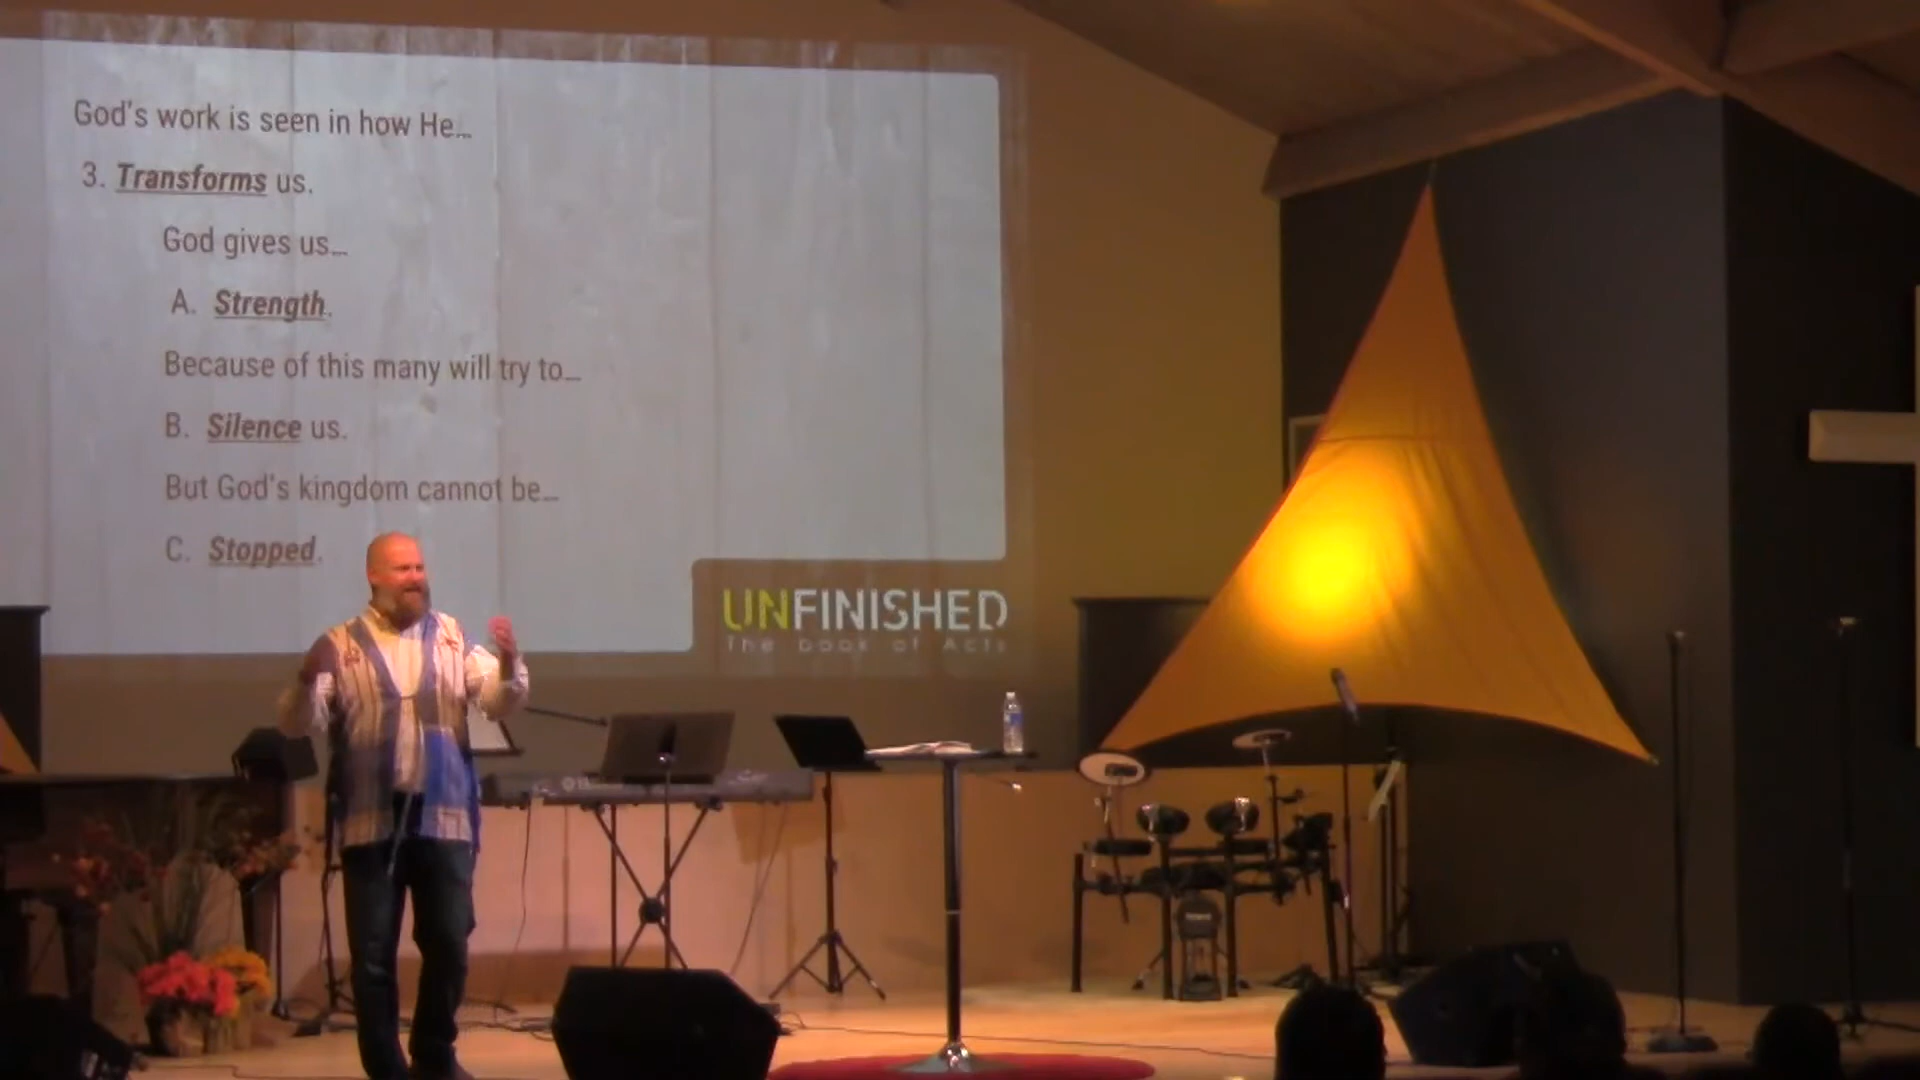 God's work is seen in how He...
3. Transforms us.
God gives us...
A. Strength.
Because of this many will try to...
B. Silence us.
But God's kingdom cannot be...
C. Stopped.
UNFINISHED
The book of Acts